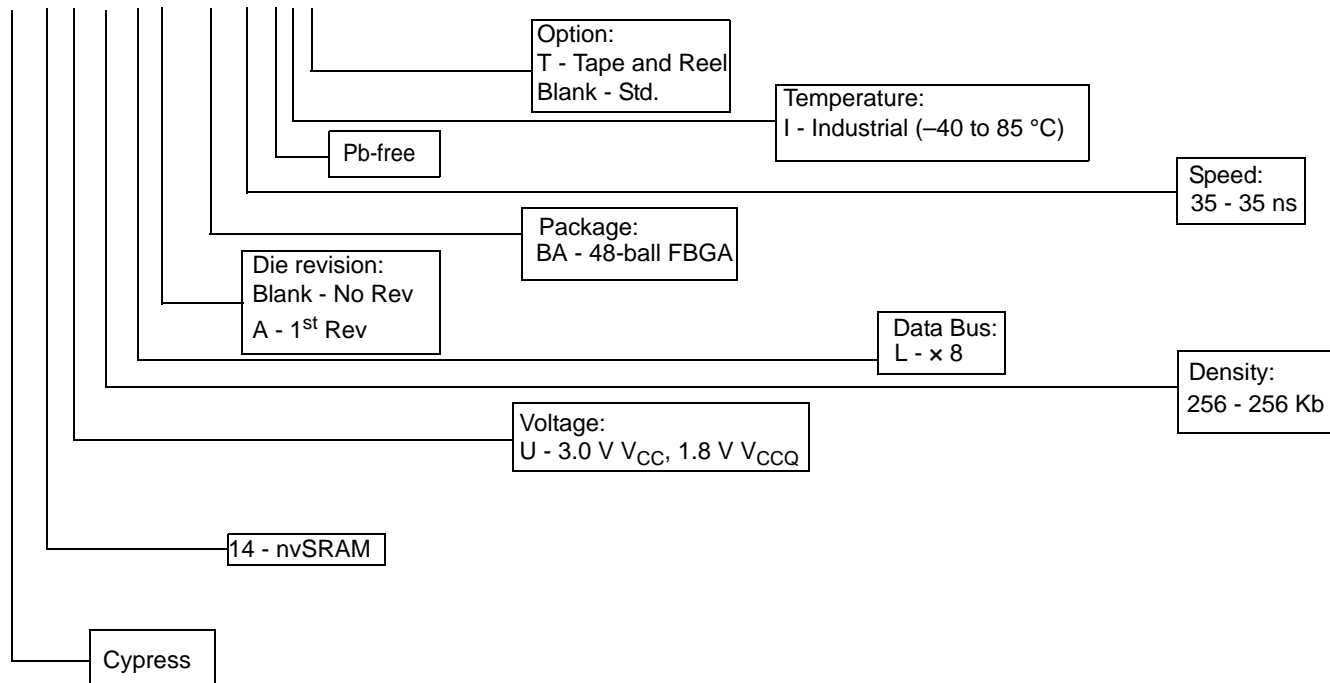 Option:
T - Tape and Reel
Blank - Std.
Temperature:
I - Industrial (–40 to 85 °C)
Pb-free
Speed:
35 - 35 ns
Package:
BA - 48-ball FBGA
Die revision:
Blank - No Rev
A - 1st Rev
Data Bus:
L - × 8
Density:
256 - 256 Kb
Voltage:
U - 3.0 V VCC, 1.8 V VCCQ
14 - nvSRAM
Cypress